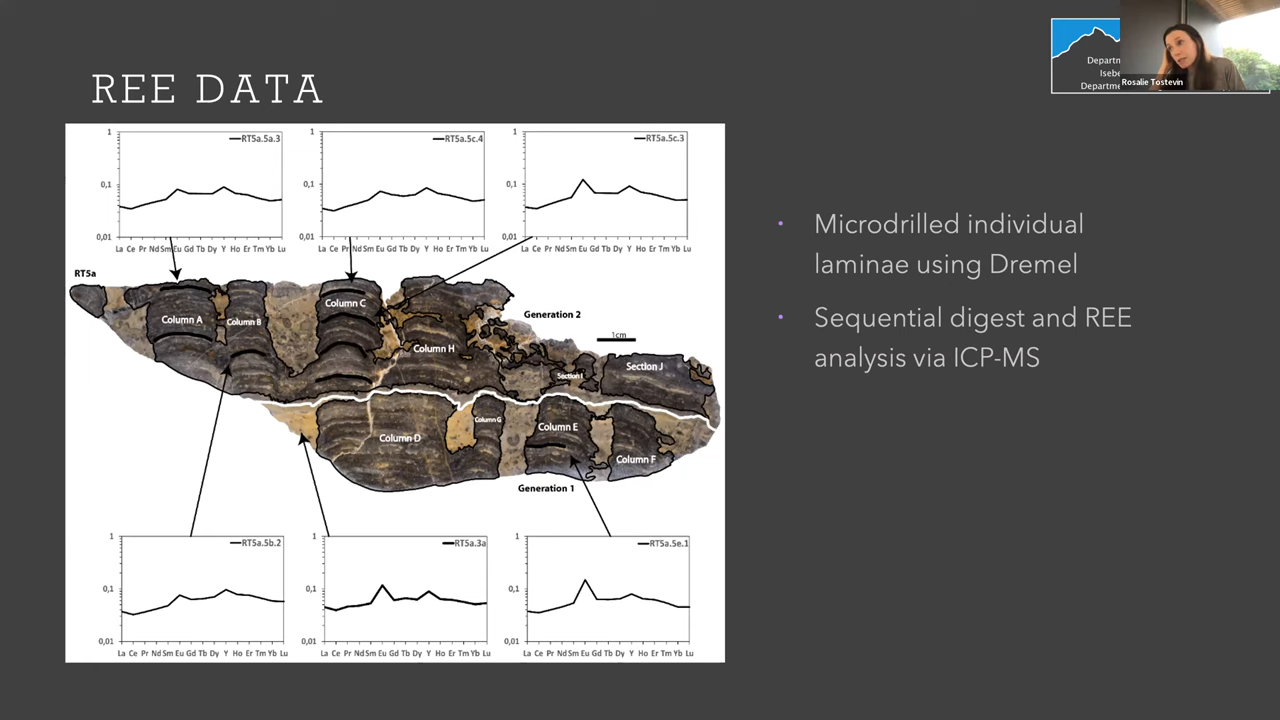 REE DATA
Departm
Isebe
Departme
Rosalie Tostevin
1
0,1
0,01
RT5a.5a.3
La Ce Pr Nd Sm Eu Gd Tb Dy Y Ho Er Tm Yb Lu
1
0,1
0,01
RT5a.5c.4
La Ce Pr Nd Sm Eu Gd Tb Dy Y Ho Er Tm Yb Lu
1
0,1
0,01
RT5a.5c.3
La Ce Pr Nd Sm Eu Gd Tb Dy Y Ho Er Tm Yb Lu
RT5a
Column A
Column B
Column C
Column H
Generation 2
1cm
Section I
Section J
Column D
Column G
Column E
Column F
Generation 1
1
0,1
0,01
RT5a.5b.2
La Ce Pr Nd Sm Eu Gd Tb Dy Y Ho Er Tm Yb Lu
1
0,1
0,01
RT5a.3a
La Ce Pr Nd Sm Eu Gd Tb Dy Y Ho Er Tm Yb Lu
1
0,1
0,01
RT5a.5e.1
La Ce Pr Nd Sm Eu Gd Tb Dy Y Ho Er Tm Yb Lu
• Microdrilled individual
laminae using Dremel
• Sequential digest and REE
analysis via ICP-MS